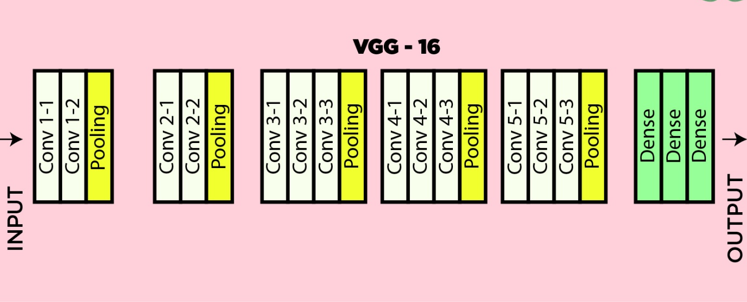 VGG - 16
INPUT
Conv 1-1
Conv 1-2
Pooling
Conv 2-1
Conv 2-2
Pooling
Conv 3-1
Conv 3-2
Conv 3-3
Pooling
Conv 4-1
Conv 4-2
Conv 4-3
Pooling
Conv 5-1
Conv 5-2
Conv 5-3
Pooling
Dense
Dense
Dense
OUTPUT